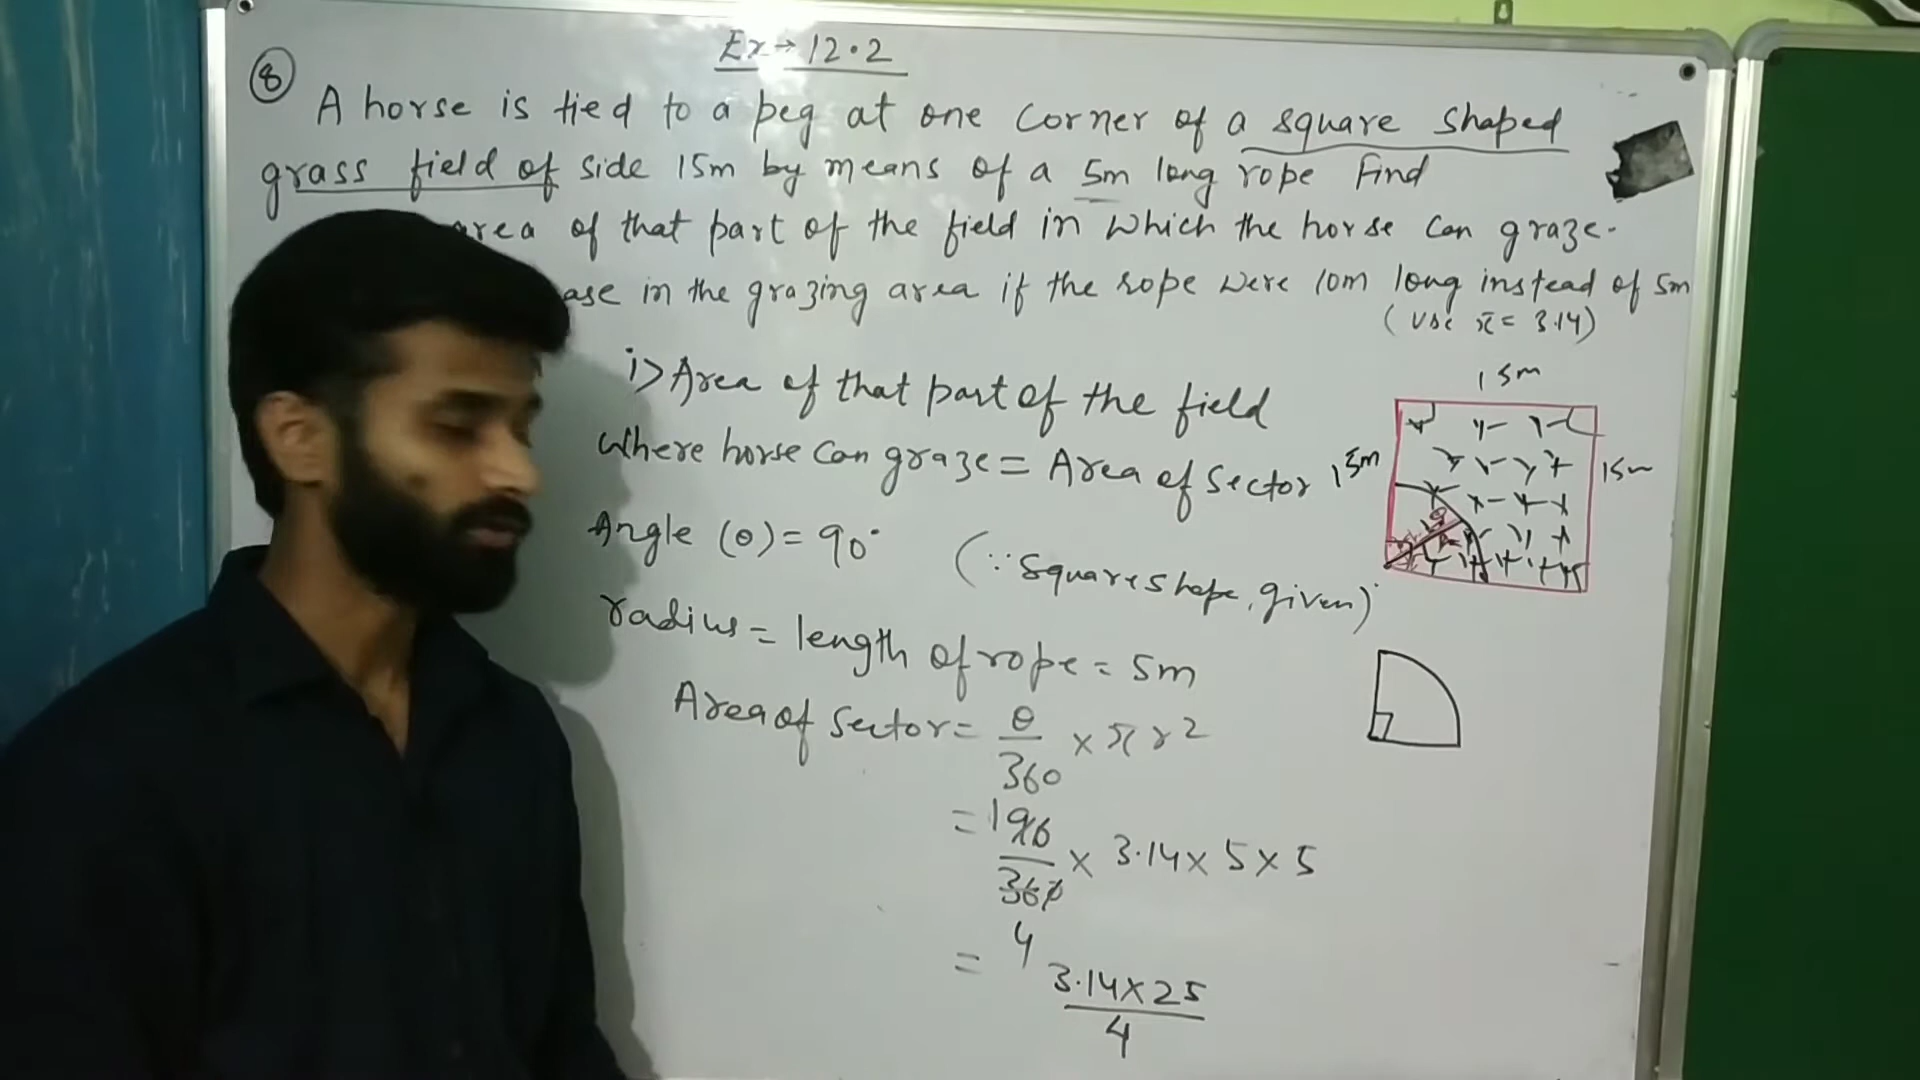 Ex→ 12.2
⑧ A horse is tied to a peg at one corner of a square shaped
grass field of side 15m by means of a 5m long rope Find
area of that part of the field in which the horse can graze.
ase in the grazing area if the rope were 10m long instead of 5m
(use π = 3.14)
i> Area of that part of the field
where horse can graze = Area of sector
Angle (θ) = 90° (∵ square shape, given)
radius = length of rope = 5m
Area of sector = θ/360 × π r²
= 1 90/360 × 3.14 × 5 × 5
4
= 3.14×25/4
15m
15m
15m